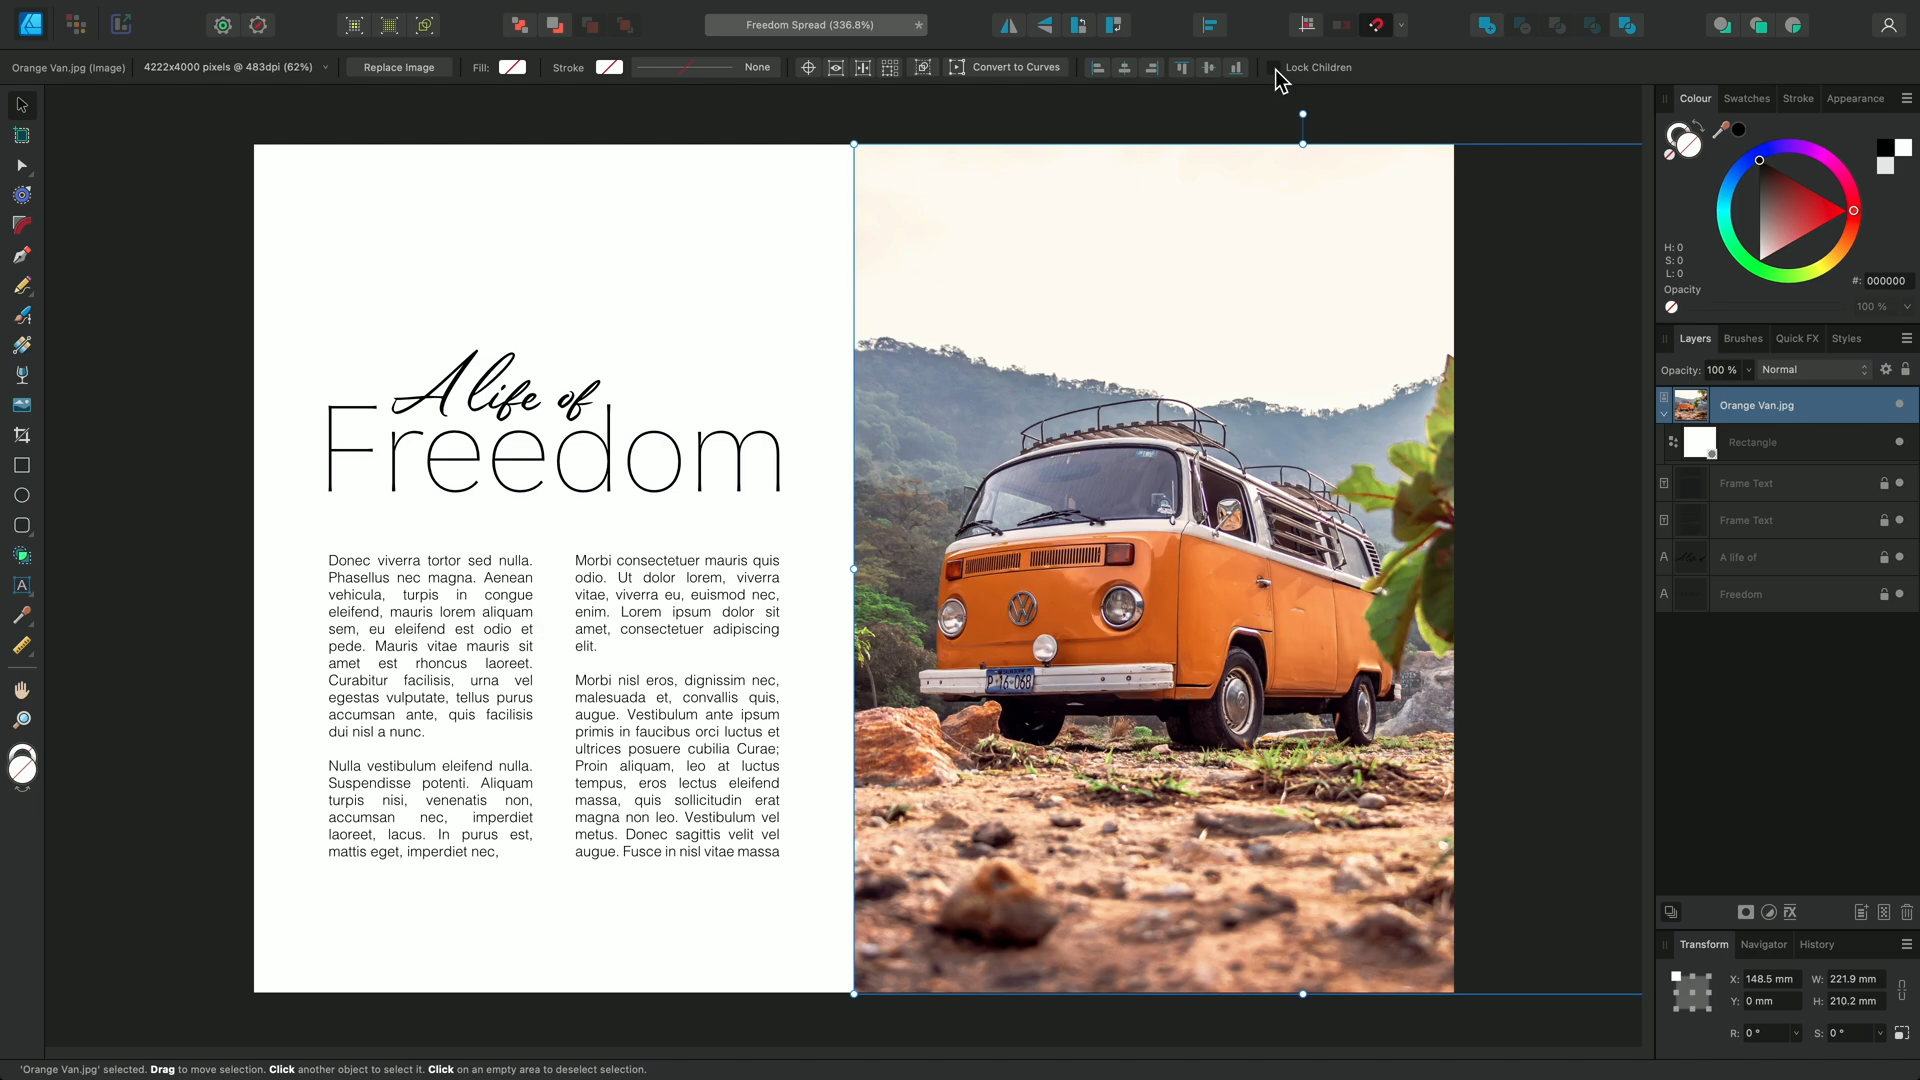 Freedom Spread (336.8%)
*
Orange Van.jpg (Image)
4222x4000 pixels @ 483dpi (62%)
Replace Image
Fill:
Stroke
None
Convert to Curves
Lock Children
Colour
Swatches
Stroke
Appearance
H: 0
S: 0
L: 0
#: 000000
Opacity
100 %
Layers
Brushes
Quick FX
Styles
Opacity: 100 %
Normal
Orange Van.jpg
Rectangle
Frame Text
Frame Text
A life of
Freedom
Transform
Navigator
History
X: 148.5 mm
W: 221.9 mm
Y: 0 mm
H: 210.2 mm
R: 0 °
S: 0 °
A life of
Freedom
Donec viverra tortor sed nulla.
Phasellus nec magna. Aenean
vehicula, turpis in congue
eleifend, mauris lorem aliquam
sem, eu eleifend est odio et
pede. Mauris vitae mauris sit
amet est rhoncus laoreet.
Curabitur facilisis, urna vel
egestas vulputate, tellus purus
accumsan ante, quis facilisis
dui nisl a nunc.
Nulla vestibulum eleifend nulla.
Suspendisse potenti. Aliquam
turpis nisi, venenatis non,
accumsan nec, imperdiet
laoreet, lacus. In purus est,
mattis eget, imperdiet nec,
Morbi consectetuer mauris quis
odio. Ut dolor lorem, viverra
vitae, viverra eu, euismod nec,
enim. Lorem ipsum dolor sit
amet, consectetuer adipiscing
elit.
Morbi nisl eros, dignissim nec,
malesuada et, convallis quis,
augue. Vestibulum ante ipsum
primis in faucibus orci luctus et
ultrices posuere cubilia Curae;
Proin aliquam, leo at luctus
tempus, eros lectus eleifend
massa, quis sollicitudin erat
magna non leo. Vestibulum vel
metus. Donec sagittis velit vel
augue. Fusce in nisl vitae massa
P 16-068
'Orange Van.jpg' selected. Drag to move selection. Click another object to select it. Click on an empty area to deselect selection.